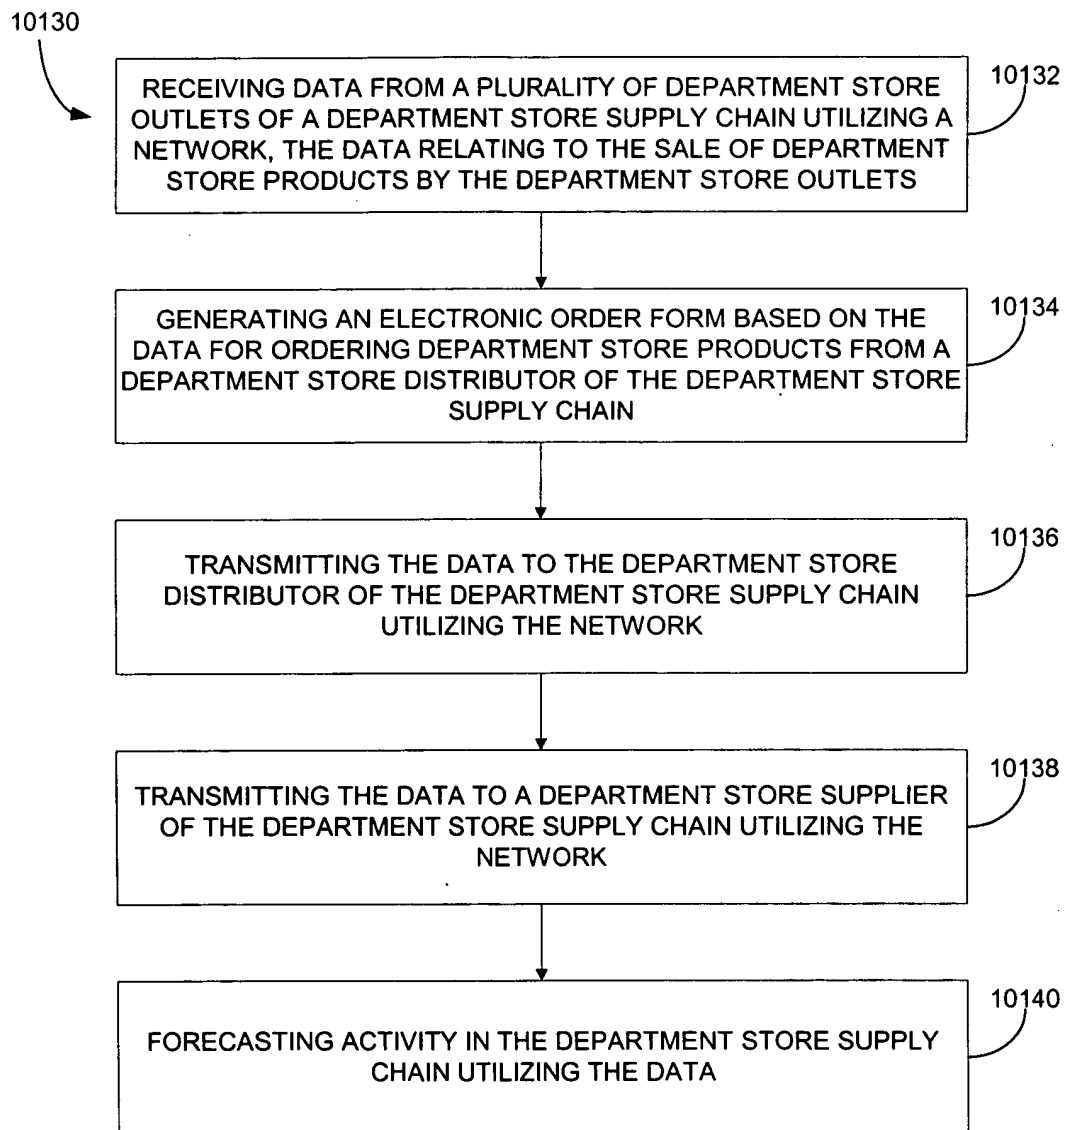 10130
RECEIVING DATA FROM A PLURALITY OF DEPARTMENT STORE
OUTLETS OF A DEPARTMENT STORE SUPPLY CHAIN UTILIZING A
NETWORK, THE DATA RELATING TO THE SALE OF DEPARTMENT
STORE PRODUCTS BY THE DEPARTMENT STORE OUTLETS
10132
GENERATING AN ELECTRONIC ORDER FORM BASED ON THE
DATA FOR ORDERING DEPARTMENT STORE PRODUCTS FROM A
DEPARTMENT STORE DISTRIBUTOR OF THE DEPARTMENT STORE
SUPPLY CHAIN
10134
TRANSMITTING THE DATA TO THE DEPARTMENT STORE
DISTRIBUTOR OF THE DEPARTMENT STORE SUPPLY CHAIN
UTILIZING THE NETWORK
10136
TRANSMITTING THE DATA TO A DEPARTMENT STORE SUPPLIER
OF THE DEPARTMENT STORE SUPPLY CHAIN UTILIZING THE
NETWORK
10138
FORECASTING ACTIVITY IN THE DEPARTMENT STORE SUPPLY
CHAIN UTILIZING THE DATA
10140